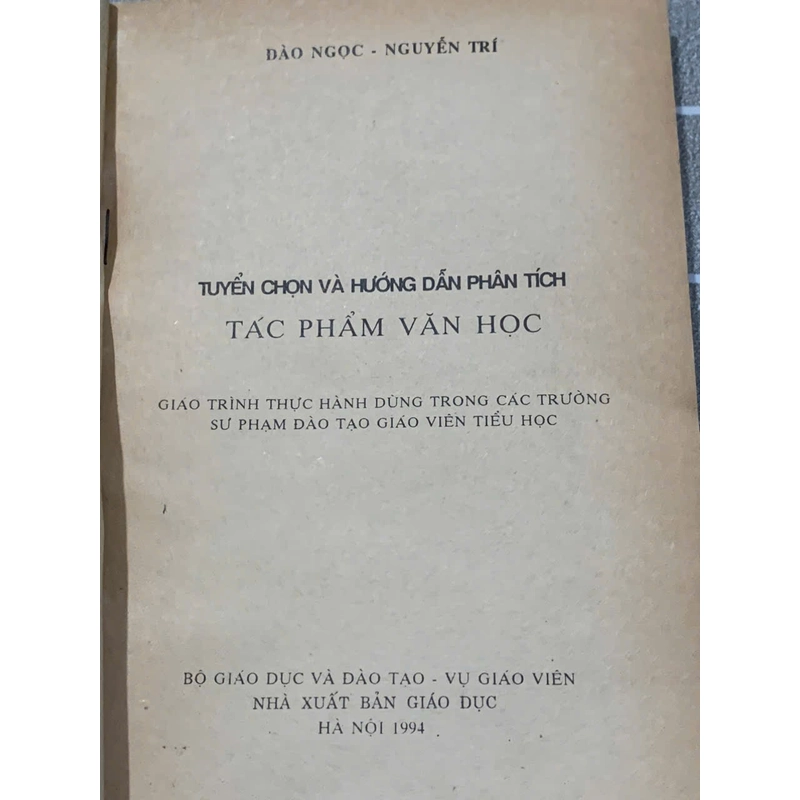 ĐÀO NGỌC - NGUYỄN TRÍ
TUYỂN CHỌN VÀ HƯỚNG DẪN PHÂN TÍCH
TÁC PHẨM VĂN HỌC
GIÁO TRÌNH THỰC HÀNH DÙNG TRONG CÁC TRƯỜNG
SƯ PHẠM ĐÀO TẠO GIÁO VIÊN TIỂU HỌC
BỘ GIÁO DỤC VÀ ĐÀO TẠO - VỤ GIÁO VIÊN
NHÀ XUẤT BẢN GIÁO DỤC
HÀ NỘI 1994